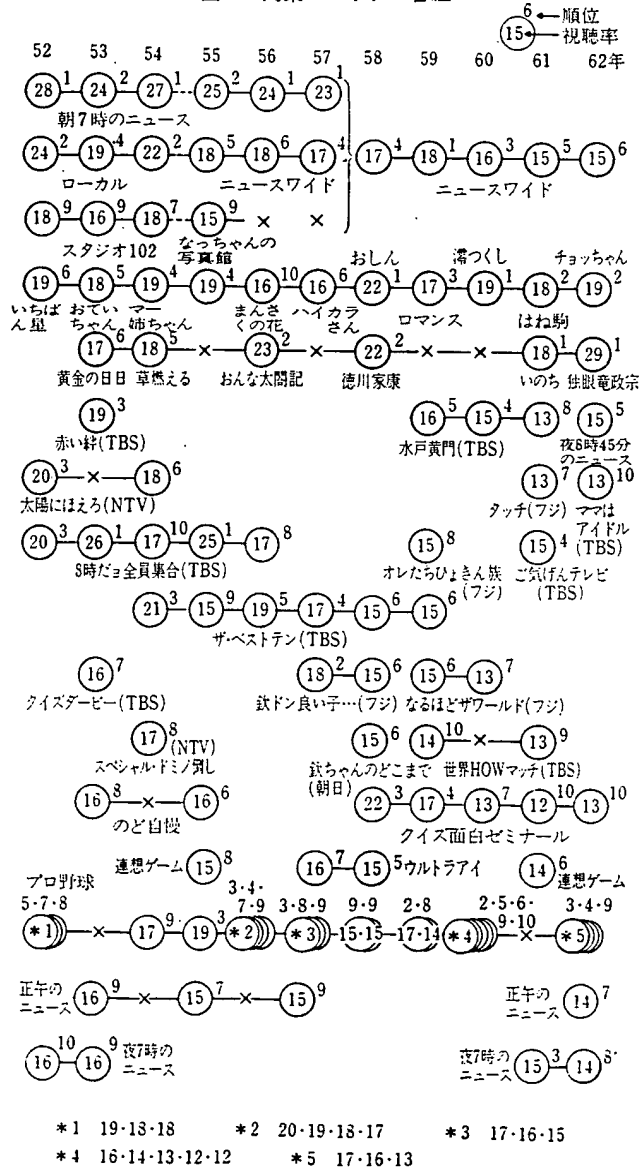 6←順位
15←視聴率
52 53 54 55 56 57 58 59 60 61 62年
28 1 24 2 27 1 25 2 24 1 23 1
朝7時のニュース
24 2 19 4 22 2 18 5 18 6 17 4 17 4 18 1 16 3 15 5 15 6
ローカル ニュースワイド ニュースワイド
18 9 16 9 18 7 15 9 × ×
スタジオ102 なっちゃんの写真館
おしん 澪つくし チョッちゃん
19 6 18 5 19 4 19 4 16 10 16 6 22 1 17 3 19 1 18 2 19 2
いちばん星 おていちゃん マー姉ちゃん まんさくの花 ハイカラさん ロマンス はね駒
17 6 18 5 × 23 2 × 22 2 × × 18 1 29 1
黄金の日日 草燃える おんな太閤記 徳川家康 いのち 独眼竜政宗
19 3 16 5 15 4 13 8 15 5
赤い絆(TBS) 水戸黄門(TBS) 夜8時45分のニュース
20 3 × 18 6 13 7 13 10
太陽にほえろ(NTV) タッチ(フジ) ママはアイドル(TBS)
20 3 26 1 17 10 25 1 17 8 15 8 15 4
8時だョ全員集合(TBS) オレたちひょきん族(フジ) ご気げんテレビ(TBS)
21 3 15 9 19 5 17 4 15 6 15 6
ザ・ベストテン(TBS)
16 7 18 2 15 6 15 6 13 7
クイズダービー(TBS) 欽ドン良い子…(フジ) なるほどザワールド(フジ)
17 8 (NTV) 15 6 14 10 × 13 9
スペシャル・ドミノ倒し 欽ちゃんのどこまで(朝日) 世界HOWマッチ(TBS)
16 8 × 16 6 22 3 17 4 13 7 12 10 13 10
のど自慢 クイズ面白ゼミナール
連想ゲーム 15 8 16 7 15 5 ウルトラアイ 14 6 連想ゲーム
プロ野球
5・7・8 3・4・7・9 3・8・9 9・9 2・8 2・5・6・9・10 3・4・9
*1 × 17 9 19 3 *2 *3 15・15 17・14 *4 × *5
正午のニュース 16 9 × 15 7 × 15 9 正午のニュース 14 7
16 10 16 9 夜7時のニュース 夜7時のニュース 15 3 14 8
*1 19・18・18 *2 20・19・18・17 *3 17・16・15
*4 16・14・13・12・12 *5 17・16・13